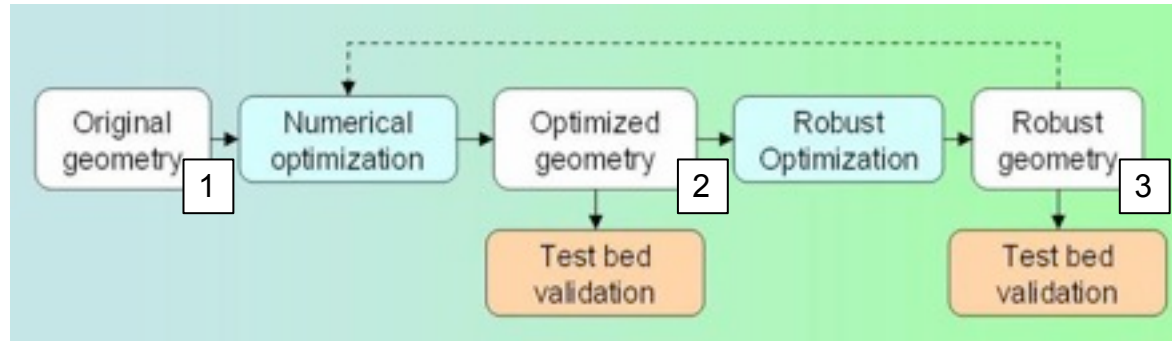 Original
geometry
1
Numerical
optimization
Optimized
geometry
2
Robust
Optimization
Robust
geometry
3
Test bed
validation
Test bed
validation